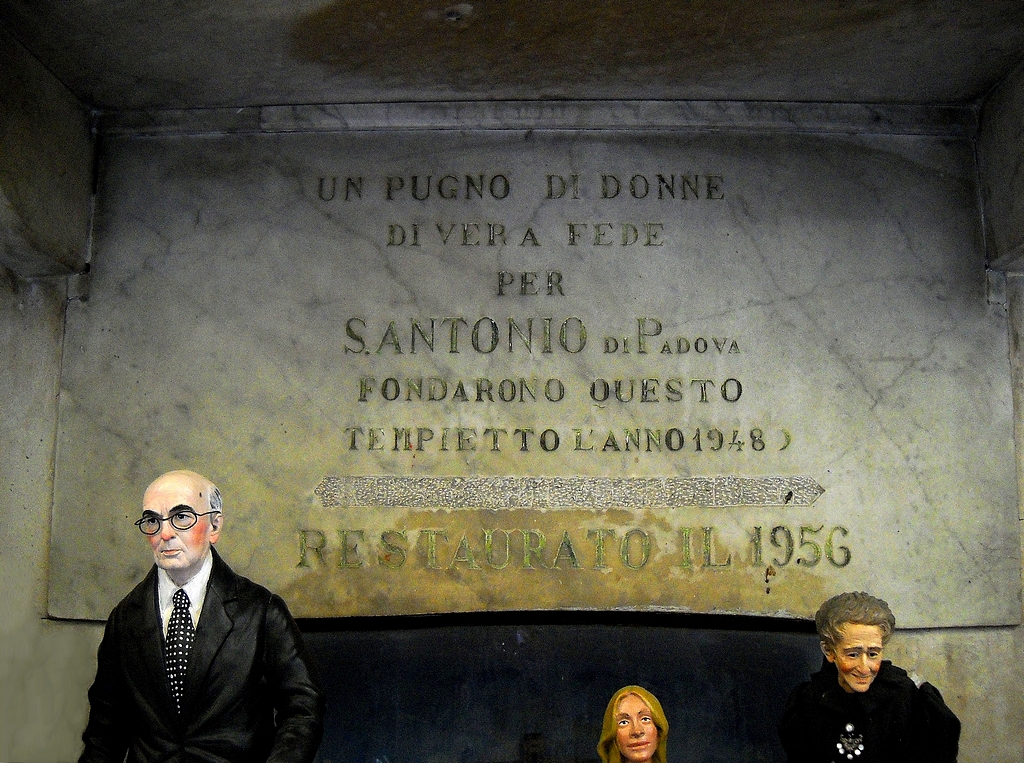 UN PUGNO DI DONNE
DI VERA FEDE
PER
S. ANTONIO DI PADOVA
FONDARONO QUESTO
TEMPIETTO L'ANNO 1948)
RESTAURATO IL 1956